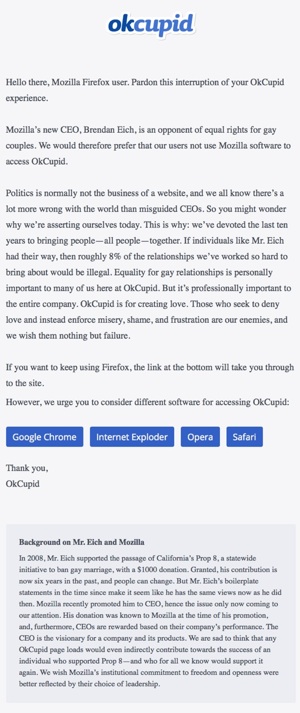 okcupid
Hello there, Mozilla Firefox user. Pardon this interruption of your OkCupid
experience.
Mozilla's new CEO, Brendan Eich, is an opponent of equal rights for gay
couples. We would therefore prefer that our users not use Mozilla software to
access OkCupid.
Politics is normally not the business of a website, and we all know there's a
lot more wrong with the world than misguided CEOs. So you might wonder
why we're asserting ourselves today. This is why: we've devoted the last ten
years to bringing people—all people—together. If individuals like Mr. Eich
had their way, then roughly 8% of the relationships we've worked so hard to
bring about would be illegal. Equality for gay relationships is personally
important to many of us here at OkCupid. But it's professionally important to
the entire company. OkCupid is for creating love. Those who seek to deny
love and instead enforce misery, shame, and frustration are our enemies, and
we wish them nothing but failure.
If you want to keep using Firefox, the link at the bottom will take you through
to the site.
However, we urge you to consider different software for accessing OkCupid:
Google Chrome Internet Exploder Opera Safari
Thank you,
OkCupid
Background on Mr. Eich and Mozilla
In 2008, Mr. Eich supported the passage of California's Prop 8, a statewide
initiative to ban gay marriage, with a $1000 donation. Granted, his contribution is
now six years in the past, and people can change. But Mr. Eich's boilerplate
statements in the time since make it seem like he has the same views now as he did
then. Mozilla recently promoted him to CEO, hence the issue only now coming to
our attention. His donation was known to Mozilla at the time of his promotion,
and, furthermore, CEOs are rewarded based on their company's performance. The
CEO is the visionary for a company and its products. We are sad to think that any
OkCupid page loads would even indirectly contribute towards the success of an
individual who supported Prop 8—and who for all we know would support it
again. We wish Mozilla's institutional commitment to freedom and openness were
better reflected by their choice of leadership.